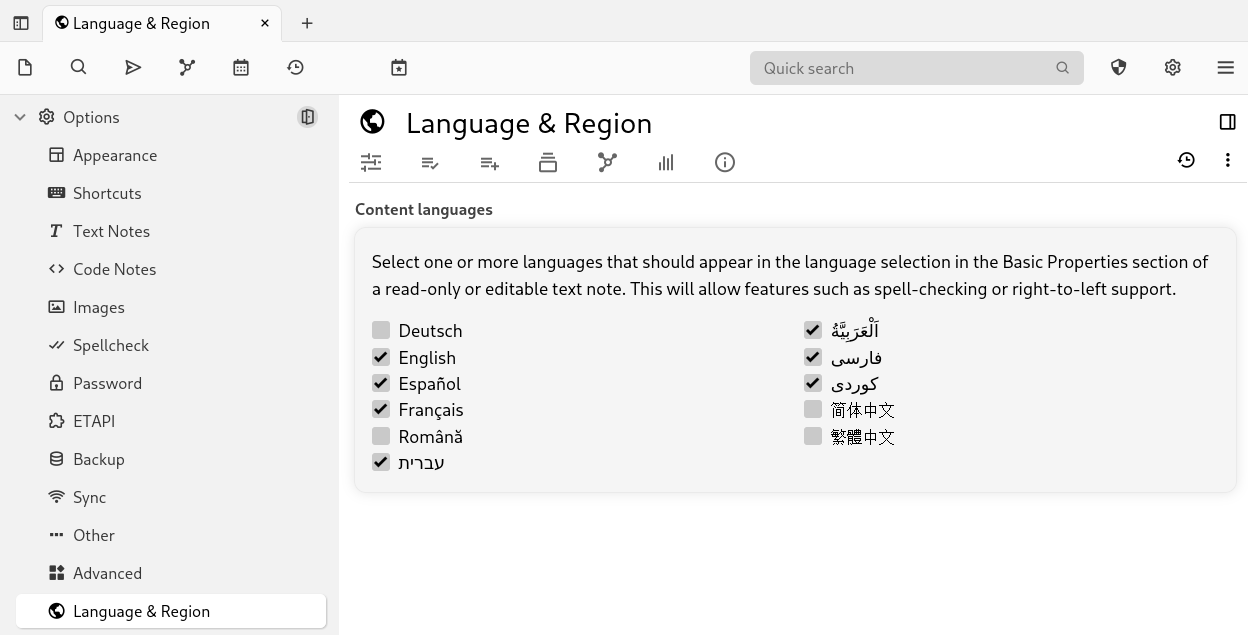 Language & Region
Quick search
Options
Appearance
Shortcuts
Text Notes
Code Notes
Images
Spellcheck
Password
ETAPI
Backup
Sync
Other
Advanced
Language & Region
Language & Region
Content languages
Select one or more languages that should appear in the language selection in the Basic Properties section of
a read-only or editable text note. This will allow features such as spell-checking or right-to-left support.
Deutsch
English
Español
Français
Română
עברית
اَلْعَرَبِيَّةُ
فارسی
کوردی
简体中文
繁體中文